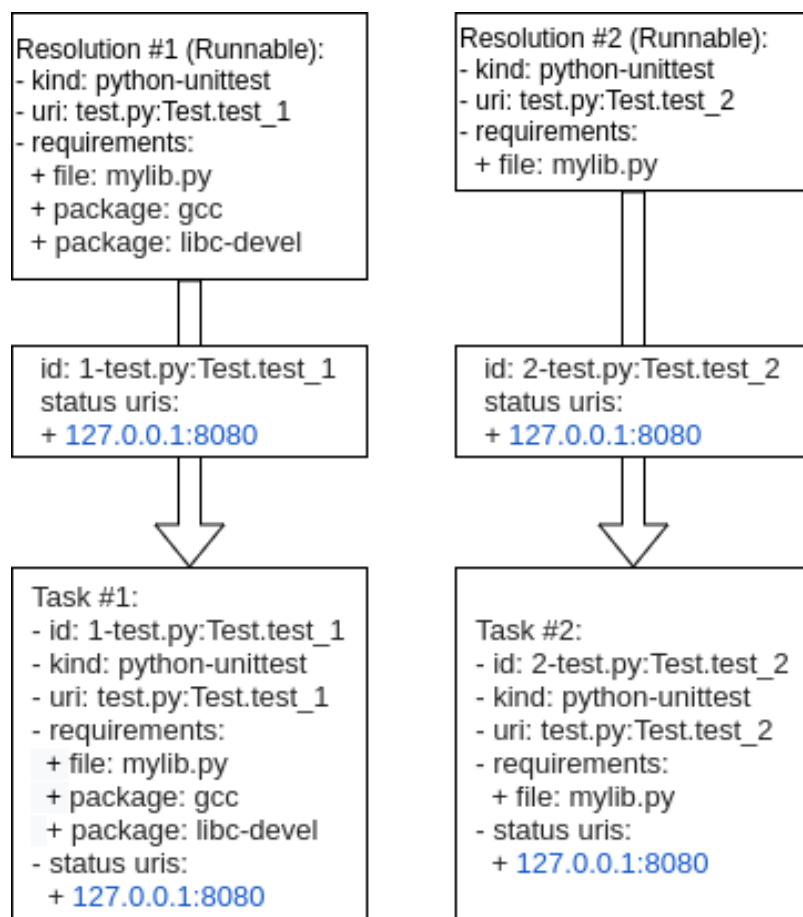 Resolution #1 (Runnable):
- kind: python-unittest
- uri: test.py:Test.test_1
- requirements:
+ file: mylib.py
+ package: gcc
+ package: libc-devel
Resolution #2 (Runnable):
- kind: python-unittest
- uri: test.py:Test.test_2
- requirements:
+ file: mylib.py
id: 1-test.py:Test.test_1
status uris:
+ 127.0.0.1:8080
id: 2-test.py:Test.test_2
status uris:
+ 127.0.0.1:8080
Task #1:
- id: 1-test.py:Test.test_1
- kind: python-unittest
- uri: test.py:Test.test_1
- requirements:
+ file: mylib.py
+ package: gcc
+ package: libc-devel
- status uris:
+ 127.0.0.1:8080
Task #2:
- id: 2-test.py:Test.test_2
- kind: python-unittest
- uri: test.py:Test.test_2
- requirements:
+ file: mylib.py
- status uris:
+ 127.0.0.1:8080